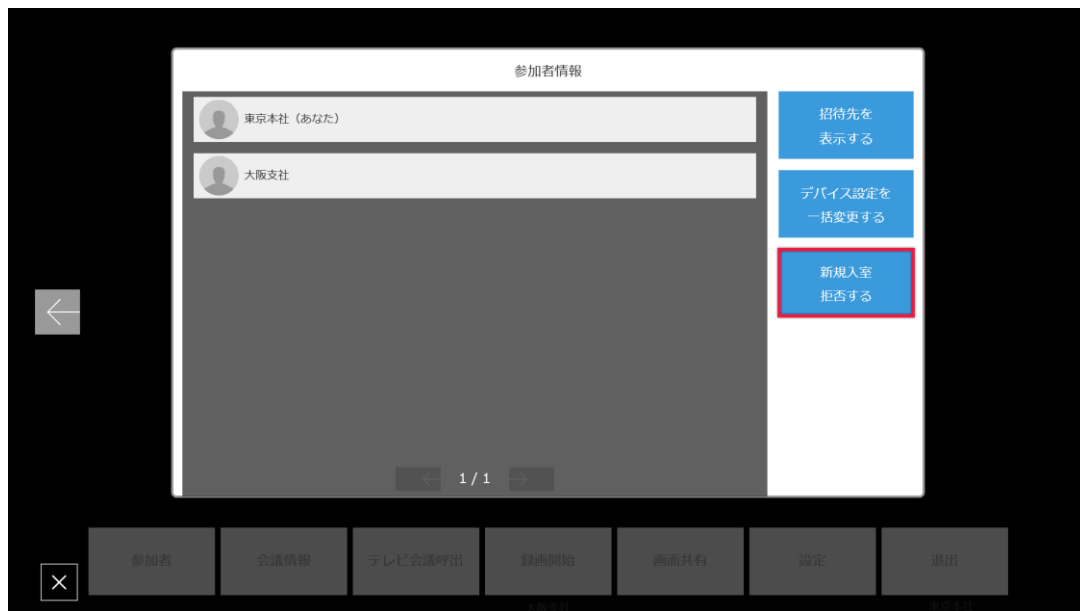 参加者情報
東京本社（あなた）
大阪支社
招待先を
表示する
デバイス設定を
一括変更する
新規入室
拒否する
1 / 1
参加者
会議情報
テレビ会議呼出
録画開始
画面共有
設定
退出